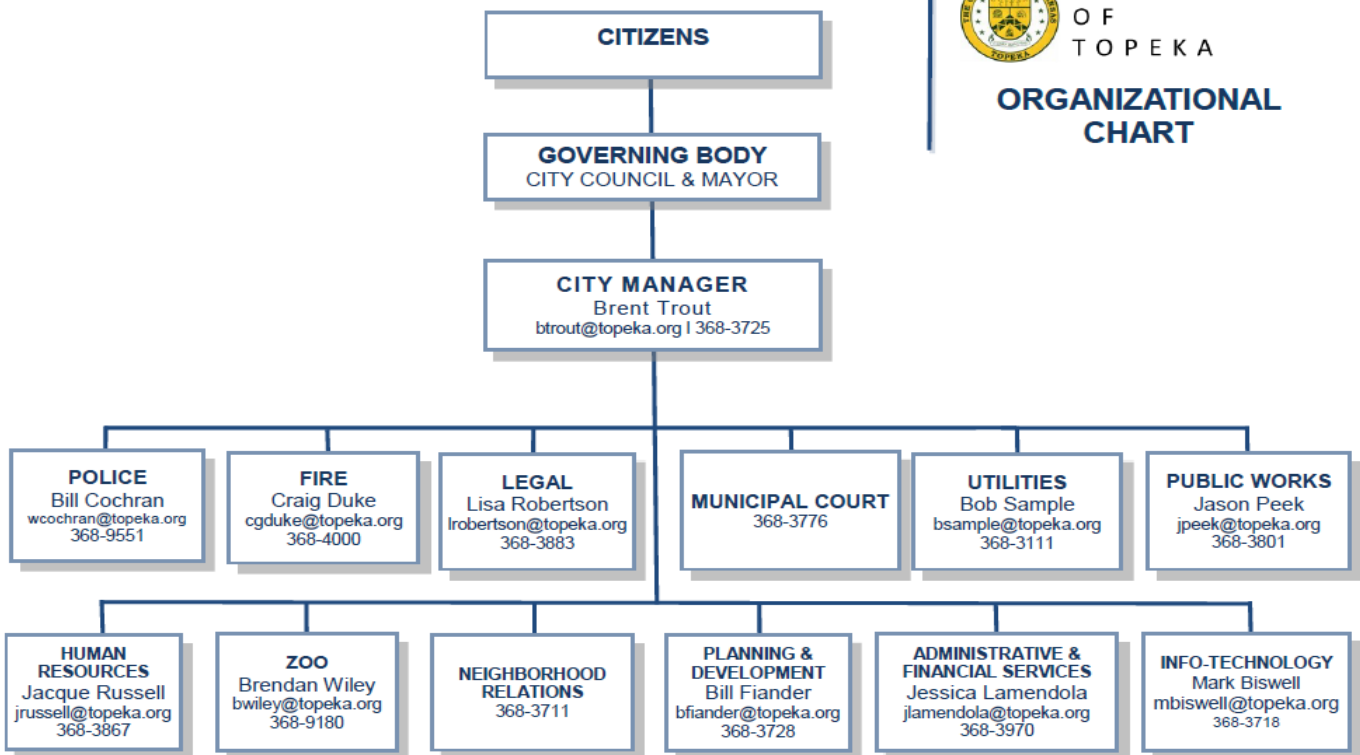 CITIZENS
OF
TOPEKA
TOPEKA
ORGANIZATIONAL
CHART
GOVERNING BODY
CITY COUNCIL & MAYOR
CITY MANAGER
Brent Trout
btrout@topeka.org l 368-3725
POLICE
Bill Cochran
wcochran@topeka.org
368-9551
FIRE
Craig Duke
cgduke@topeka.org
368-4000
LEGAL
Lisa Robertson
lrobertson@topeka.org
368-3883
MUNICIPAL COURT
368-3776
UTILITIES
Bob Sample
bsample@topeka.org
368-3111
PUBLIC WORKS
Jason Peek
jpeek@topeka.org
368-3801
HUMAN
RESOURCES
Jacque Russell
jrussell@topeka.org
368-3867
ZOO
Brendan Wiley
bwiley@topeka.org
368-9180
NEIGHBORHOOD
RELATIONS
368-3711
PLANNING &
DEVELOPMENT
Bill Fiander
bfiander@topeka.org
368-3728
ADMINISTRATIVE &
FINANCIAL SERVICES
Jessica Lamendola
jlamendola@topeka.org
368-3970
INFO-TECHNOLOGY
Mark Biswell
mbiswell@topeka.org
368-3718